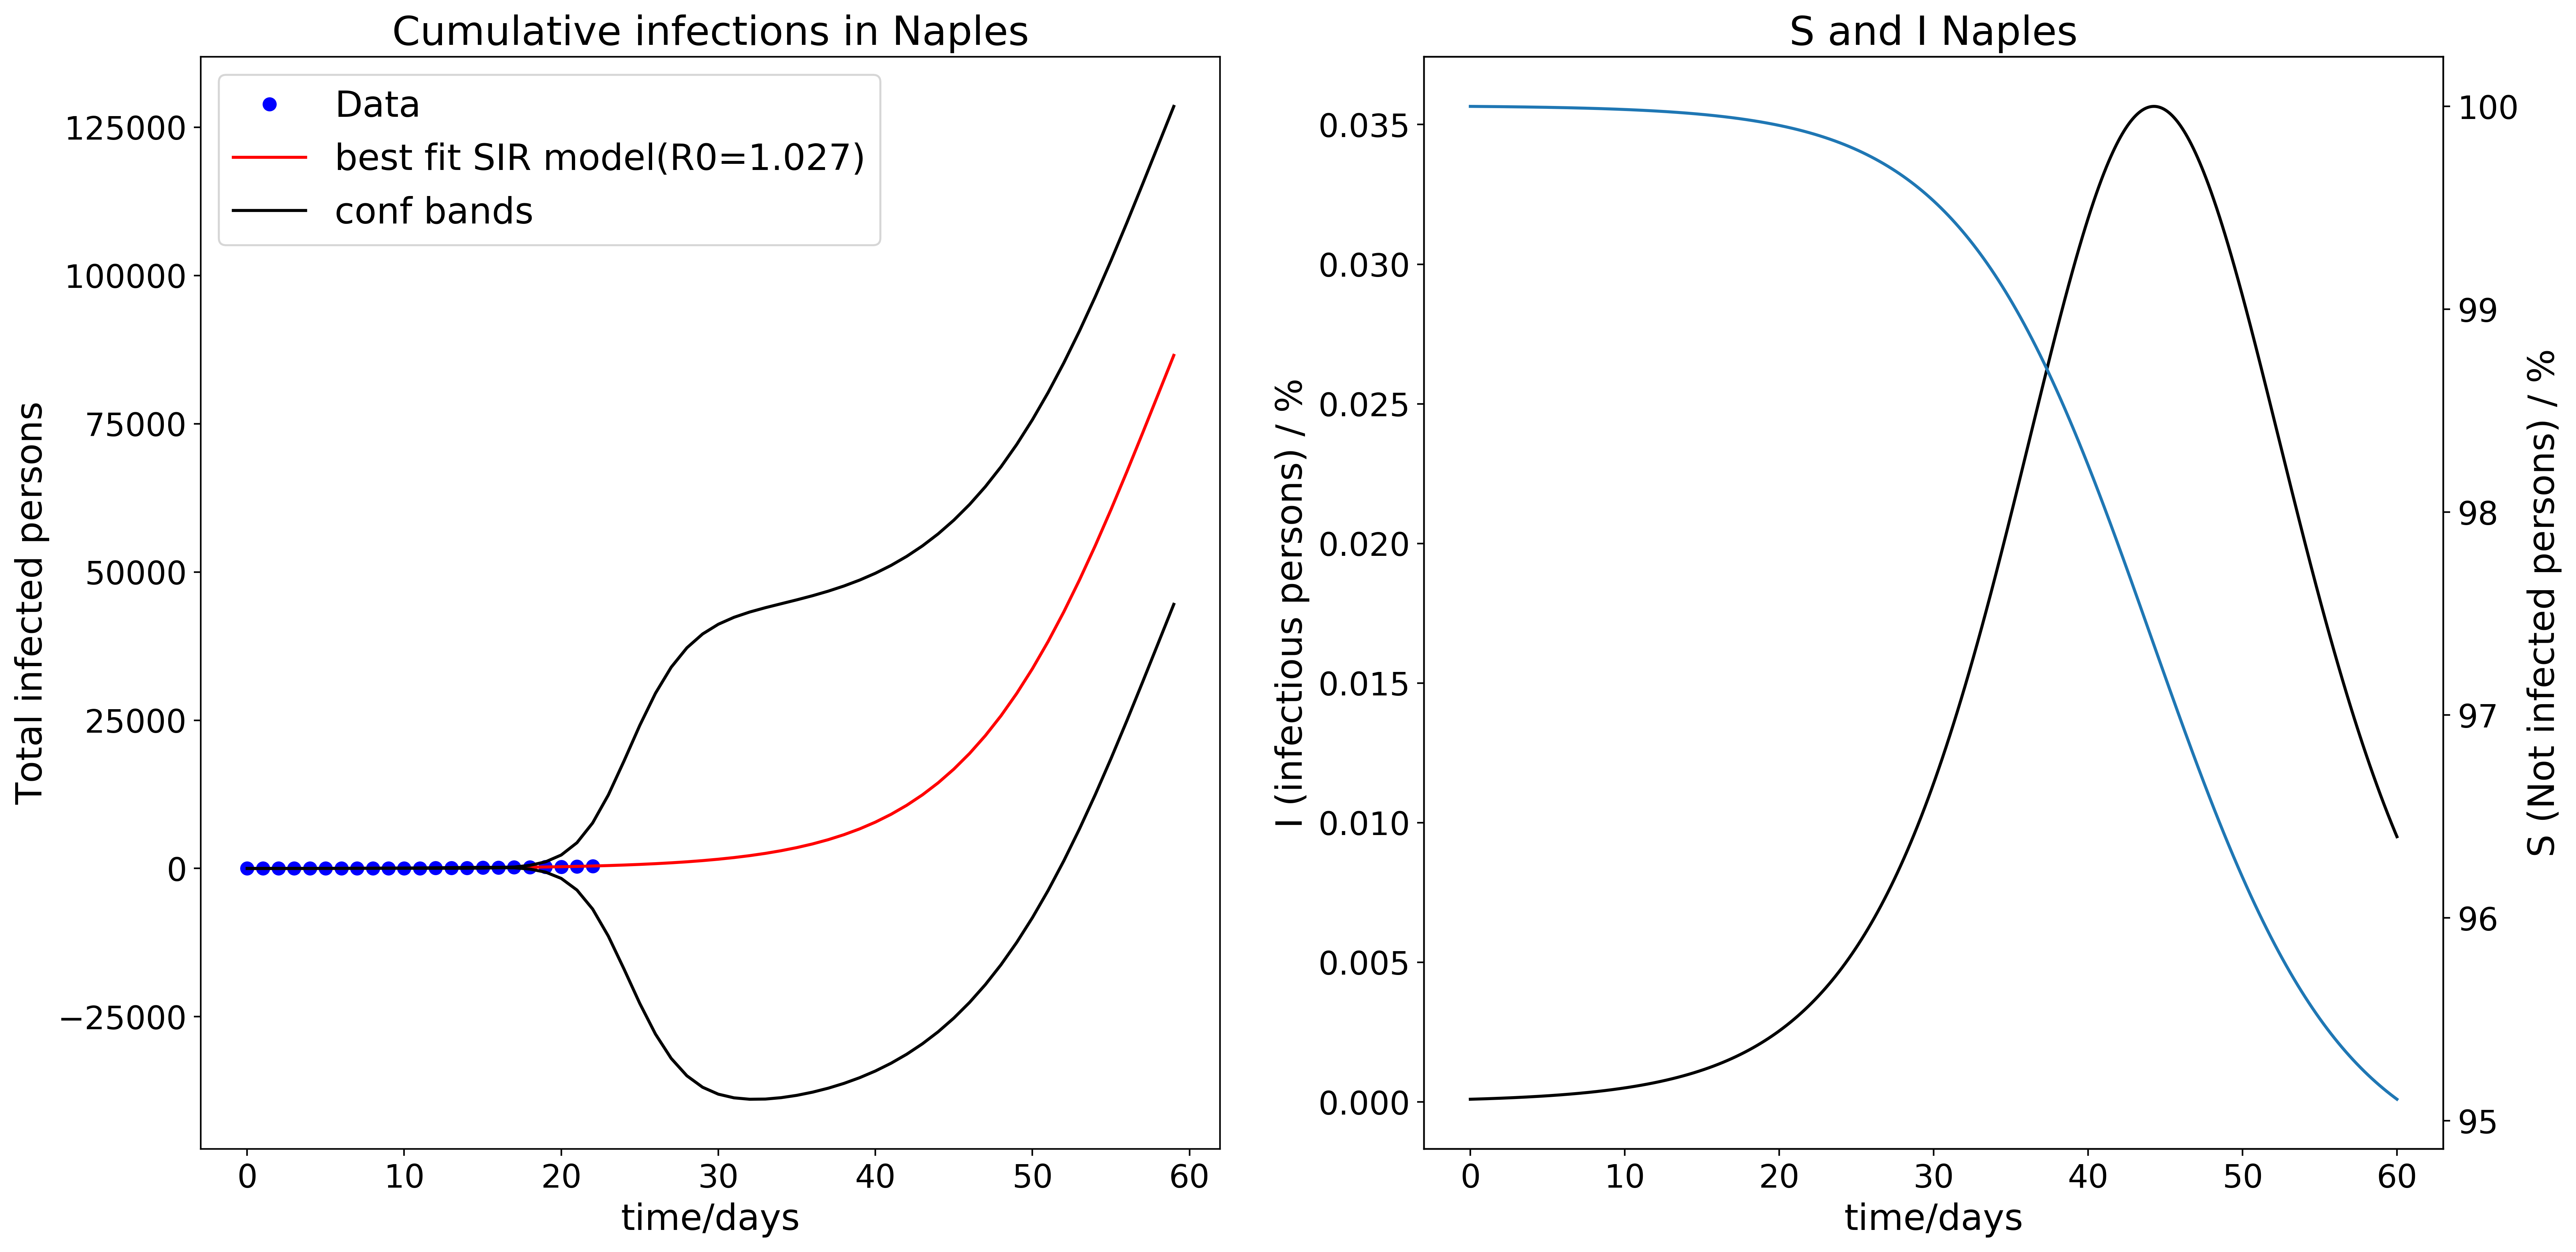 Cumulative infections in Naples
Data
best fit SIR model(R0=1.027)
conf bands
125000
100000
75000
50000
25000
0
−25000
Total infected persons
0 10 20 30 40 50 60
time/days
S and I Naples
0.035
0.030
0.025
0.020
0.015
0.010
0.005
0.000
I (infectious persons) / %
100
99
98
97
96
95
S (Not infected persons) / %
0 10 20 30 40 50 60
time/days